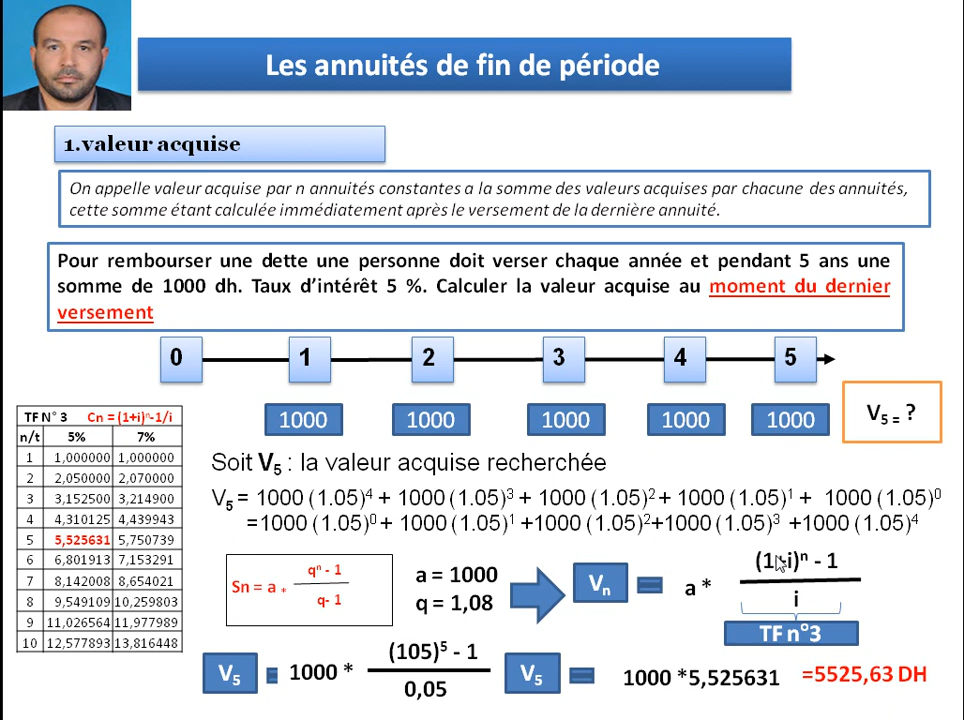 Les annuités de fin de période
1.valeur acquise
On appelle valeur acquise par n annuités constantes a la somme des valeurs acquises par chacune des annuités,
cette somme étant calculée immédiatement après le versement de la dernière annuité.
Pour rembourser une dette une personne doit verser chaque année et pendant 5 ans une
somme de 1000 dh. Taux d'intérêt 5 %. Calculer la valeur acquise au moment du dernier
versement
0 1 2 3 4 5
1000 1000 1000 1000 1000
V₅ = ?
TF N° 3 Cn = (1+i)ⁿ-1/i
n/t 5% 7%
1 1,000000 1,000000
2 2,050000 2,070000
3 3,152500 3,214900
4 4,310125 4,439943
5 5,525631 5,750739
6 6,801913 7,153291
7 8,142008 8,654021
8 9,549109 10,259803
9 11,026564 11,977989
10 12,577893 13,816448
Soit V₅ : la valeur acquise recherchée
V₅ = 1000 (1.05)⁴ + 1000 (1.05)³ + 1000 (1.05)² + 1000 (1.05)¹ + 1000 (1.05)⁰
=1000 (1.05)⁰ + 1000 (1.05)¹ +1000 (1.05)²+1000 (1.05)³ +1000 (1.05)⁴
Sn = a * qⁿ - 1
q- 1
a = 1000
q = 1,08
Vₙ = a * (1+i)ⁿ - 1
i
TF n°3
V₅ = 1000 * (105)⁵ - 1
0,05
V₅ = 1000 *5,525631 =5525,63 DH